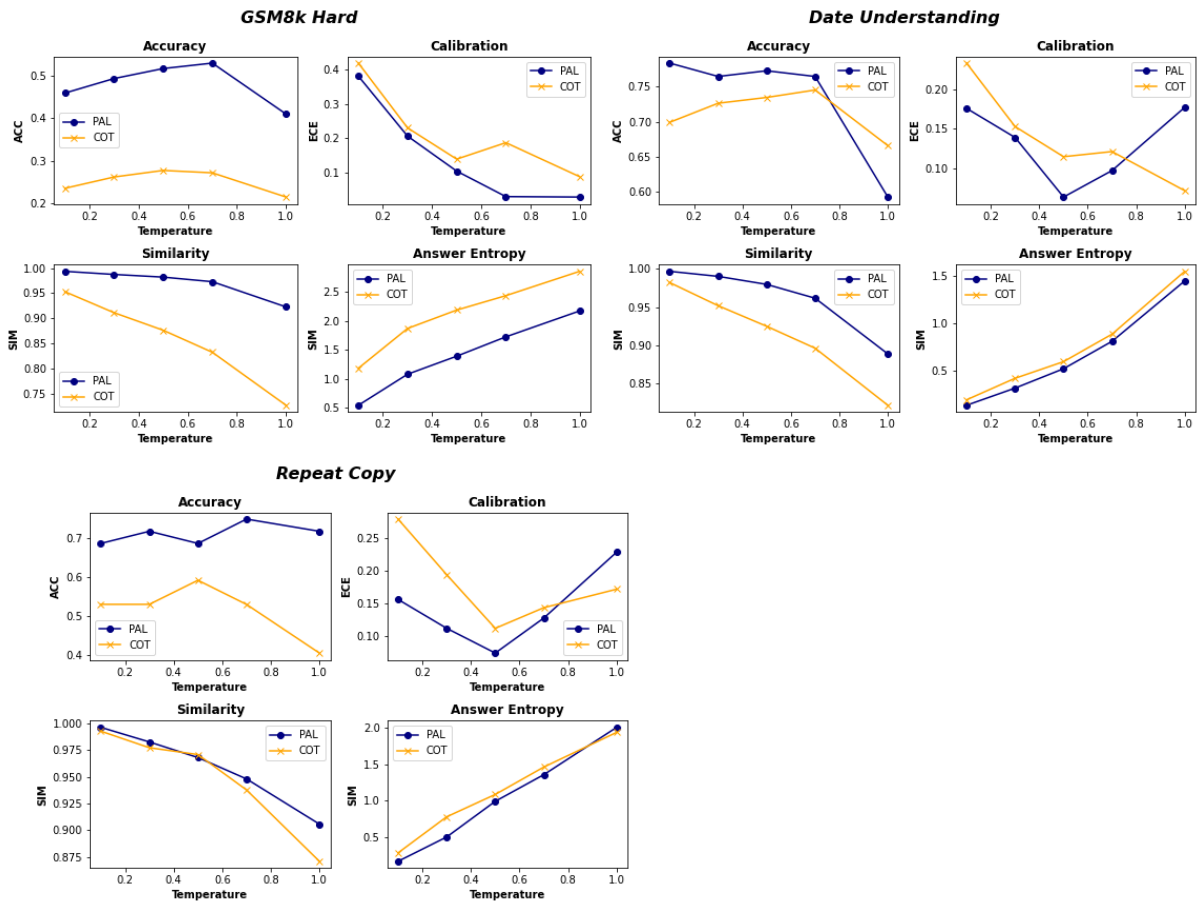 GSM8k Hard
Accuracy
ACC
0.5
0.4
0.3
0.2
PAL
COT
0.2 0.4 0.6 0.8 1.0
Temperature
Calibration
ECE
0.4
0.3
0.2
0.1
PAL
COT
0.2 0.4 0.6 0.8 1.0
Temperature
Similarity
SIM
1.00
0.95
0.90
0.85
0.80
0.75
PAL
COT
0.2 0.4 0.6 0.8 1.0
Temperature
Answer Entropy
SIM
2.5
2.0
1.5
1.0
0.5
PAL
COT
0.2 0.4 0.6 0.8 1.0
Temperature
Date Understanding
Accuracy
ACC
0.75
0.70
0.65
0.60
PAL
COT
0.2 0.4 0.6 0.8 1.0
Temperature
Calibration
ECE
0.20
0.15
0.10
PAL
COT
0.2 0.4 0.6 0.8 1.0
Temperature
Similarity
SIM
1.00
0.95
0.90
0.85
PAL
COT
0.2 0.4 0.6 0.8 1.0
Temperature
Answer Entropy
SIM
1.5
1.0
0.5
PAL
COT
0.2 0.4 0.6 0.8 1.0
Temperature
Repeat Copy
Accuracy
ACC
0.7
0.6
0.5
0.4
PAL
COT
0.2 0.4 0.6 0.8 1.0
Temperature
Calibration
ECE
0.25
0.20
0.15
0.10
PAL
COT
0.2 0.4 0.6 0.8 1.0
Temperature
Similarity
SIM
1.000
0.975
0.950
0.925
0.900
0.875
PAL
COT
0.2 0.4 0.6 0.8 1.0
Temperature
Answer Entropy
SIM
2.0
1.5
1.0
0.5
PAL
COT
0.2 0.4 0.6 0.8 1.0
Temperature